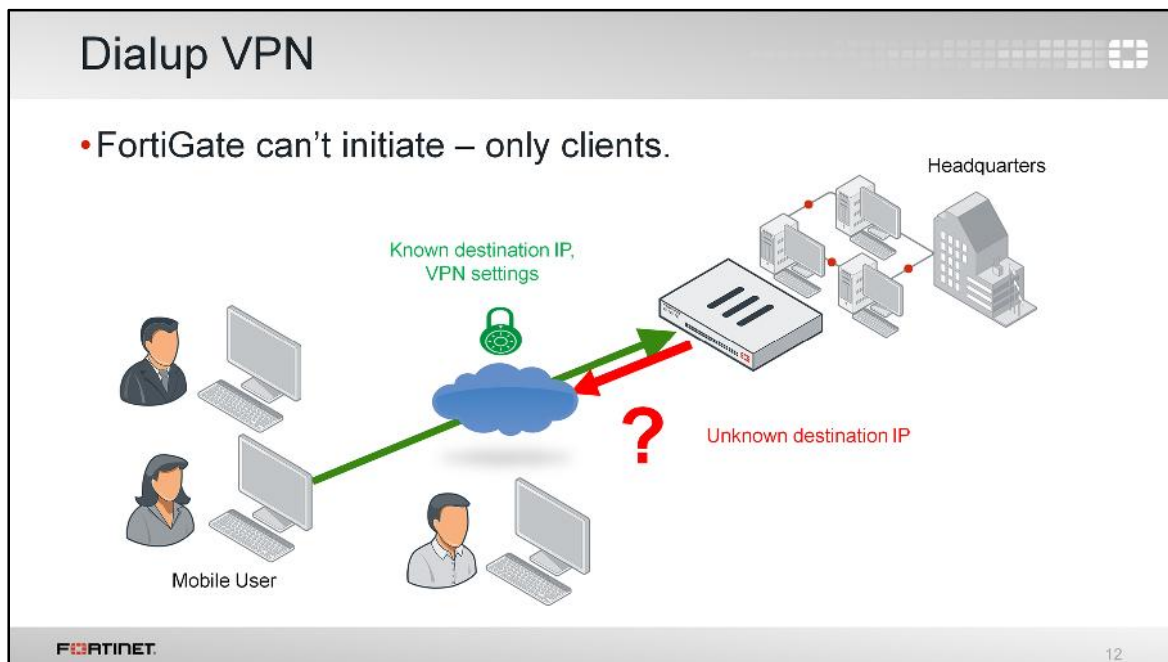 Dialup VPN
•FortiGate can't initiate – only clients.
Headquarters
Known destination IP,
VPN settings
?
Unknown destination IP
Mobile User
FORTINET.
12